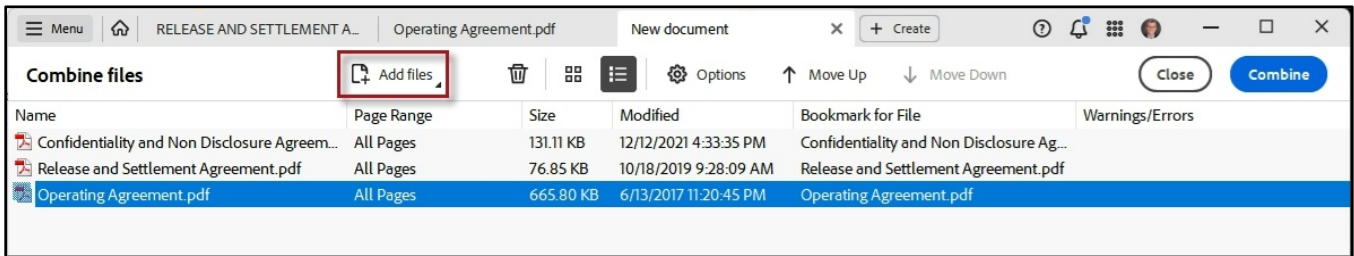 Menu RELEASE AND SETTLEMENT A... Operating Agreement.pdf New document + Create
Combine files Add files Options Move Up Move Down Close Combine
Name Page Range Size Modified Bookmark for File Warnings/Errors
Confidentiality and Non Disclosure Agreem... All Pages 131.11 KB 12/12/2021 4:33:35 PM Confidentiality and Non Disclosure Ag...
Release and Settlement Agreement.pdf All Pages 76.85 KB 10/18/2019 9:28:09 AM Release and Settlement Agreement.pdf
Operating Agreement.pdf All Pages 665.80 KB 6/13/2017 11:20:45 PM Operating Agreement.pdf